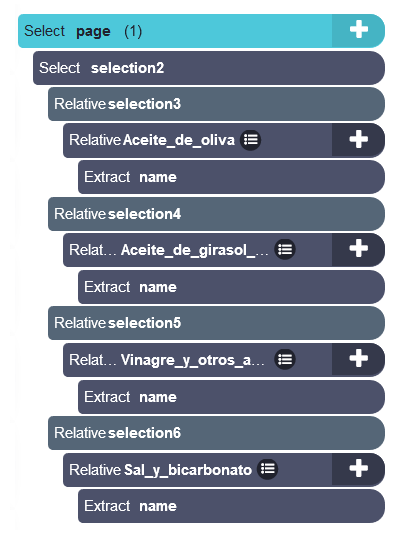 Select page (1)
Select selection2
Relative selection3
Relative Aceite_de_oliva
Extract name
Relative selection4
Relat... Aceite_de_girasol_...
Extract name
Relative selection5
Relat... Vinagre_y_otros_a...
Extract name
Relative selection6
Relative Sal_y_bicarbonato
Extract name